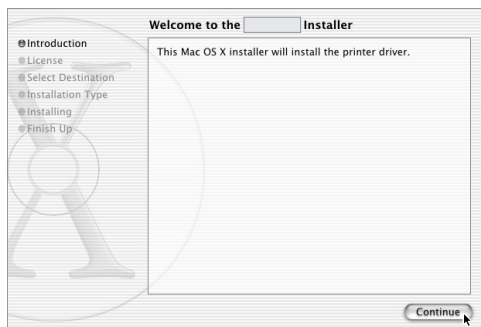 Welcome to the Installer
Introduction
License
Select Destination
Installation Type
Installing
Finish Up
This Mac OS X installer will install the printer driver.
Continue